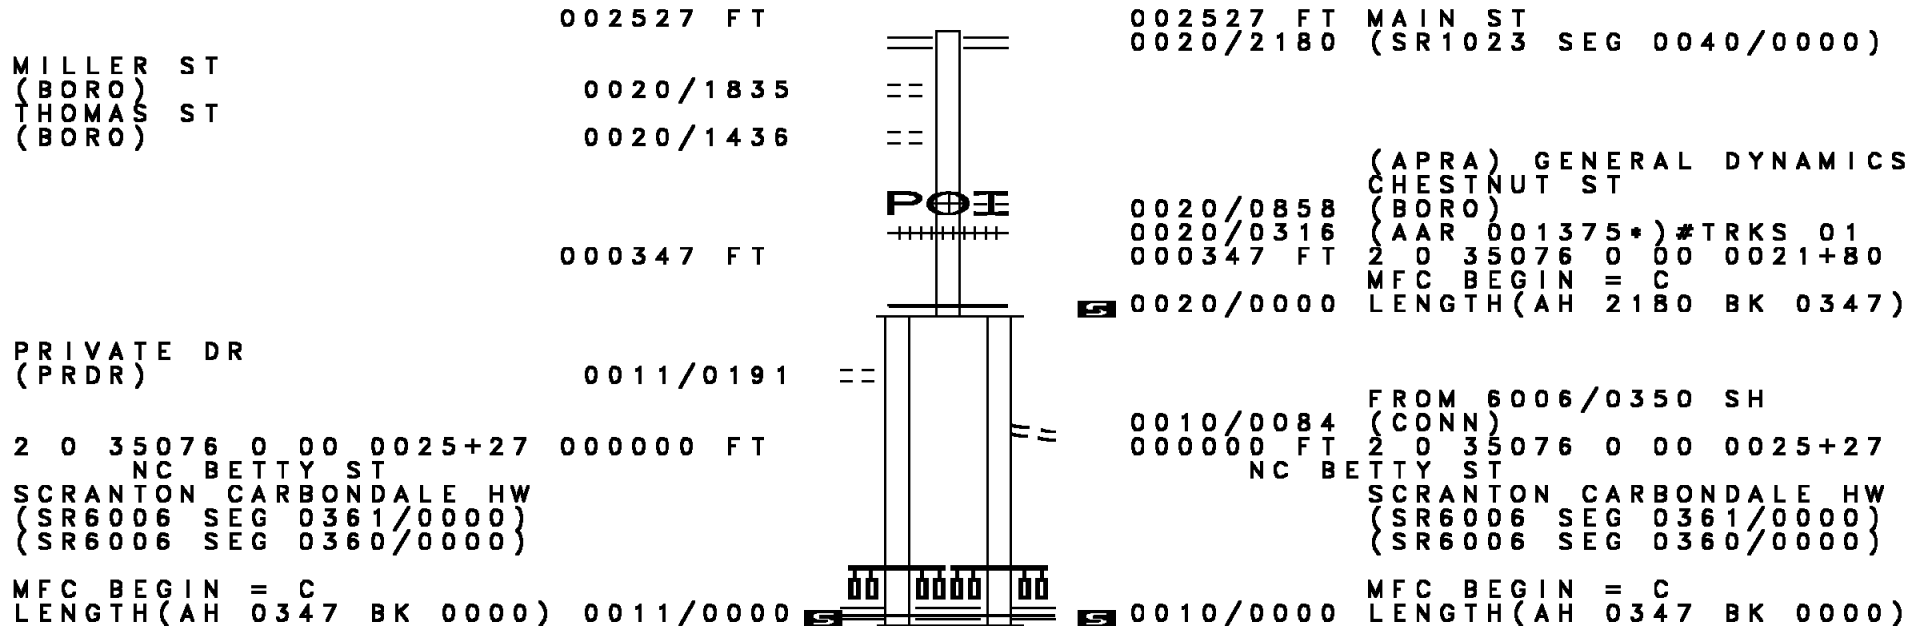 002527 FT 002527 FT MAIN ST
0020/2180 (SR1023 SEG 0040/0000)
MILLER ST
(BORO) 0020/1835
THOMAS ST
(BORO) 0020/1436
(APRA) GENERAL DYNAMICS
CHESTNUT ST
POI 0020/0858 (BORO)
0020/0316 (AAR 001375*)#TRKS 01
000347 FT 000347 FT 2 0 35076 0 00 0021+80
MFC BEGIN = C
S 0020/0000 LENGTH(AH 2180 BK 0347)
PRIVATE DR
(PRDR) 0011/0191
FROM 6006/0350 SH
0010/0084 (CONN)
2 0 35076 0 00 0025+27 000000 FT 000000 FT 2 0 35076 0 00 0025+27
NC BETTY ST NC BETTY ST
SCRANTON CARBONDALE HW SCRANTON CARBONDALE HW
(SR6006 SEG 0361/0000) (SR6006 SEG 0361/0000)
(SR6006 SEG 0360/0000) (SR6006 SEG 0360/0000)
MFC BEGIN = C MFC BEGIN = C
LENGTH(AH 0347 BK 0000) 0011/0000 S S 0010/0000 LENGTH(AH 0347 BK 0000)